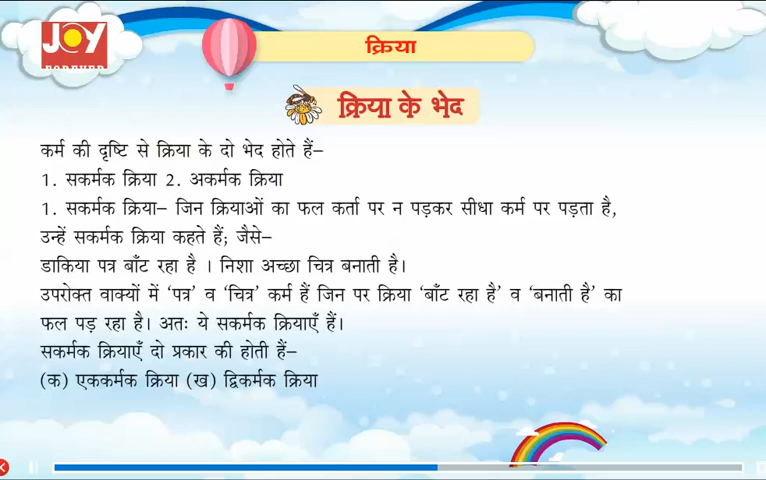 JOY
FOREVER
क्रिया
क्रिया के भेद
कर्म की दृष्टि से क्रिया के दो भेद होते हैं–
1. सकर्मक क्रिया 2. अकर्मक क्रिया
1. सकर्मक क्रिया– जिन क्रियाओं का फल कर्ता पर न पड़कर सीधा कर्म पर पड़ता है,
उन्हें सकर्मक क्रिया कहते हैं; जैसे–
डाकिया पत्र बाँट रहा है । निशा अच्छा चित्र बनाती है।
उपरोक्त वाक्यों में ‘पत्र’ व ‘चित्र’ कर्म हैं जिन पर क्रिया ‘बाँट रहा है’ व ‘बनाती है’ का
फल पड़ रहा है। अतः ये सकर्मक क्रियाएँ हैं।
सकर्मक क्रियाएँ दो प्रकार की होती हैं–
(क) एककर्मक क्रिया (ख) द्विकर्मक क्रिया